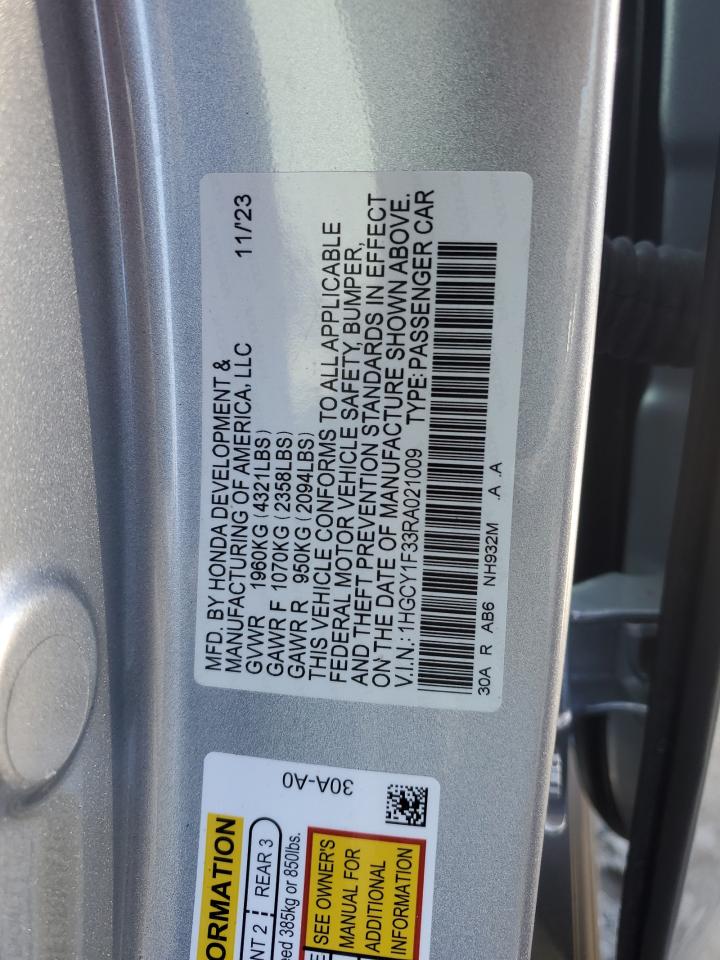 MFD. BY HONDA DEVELOPMENT &
MANUFACTURING OF AMERICA, LLC 11/'23
GVWR 1960KG (4321LBS)
GAWR F 1070KG (2358LBS)
GAWR R 950KG (2094LBS)
THIS VEHICLE CONFORMS TO ALL APPLICABLE
FEDERAL MOTOR VEHICLE SAFETY, BUMPER,
AND THEFT PREVENTION STANDARDS IN EFFECT
ON THE DATE OF MANUFACTURE SHOWN ABOVE.
V.I.N.: 1HGCY1F33RA021009 TYPE: PASSENGER CAR
30A R AB6 NH932M .A .A
30A-A0
ORMATION
NT 2 REAR 3
eed 385kg or 850lbs.
SEE OWNER'S
MANUAL FOR
ADDITIONAL
INFORMATION